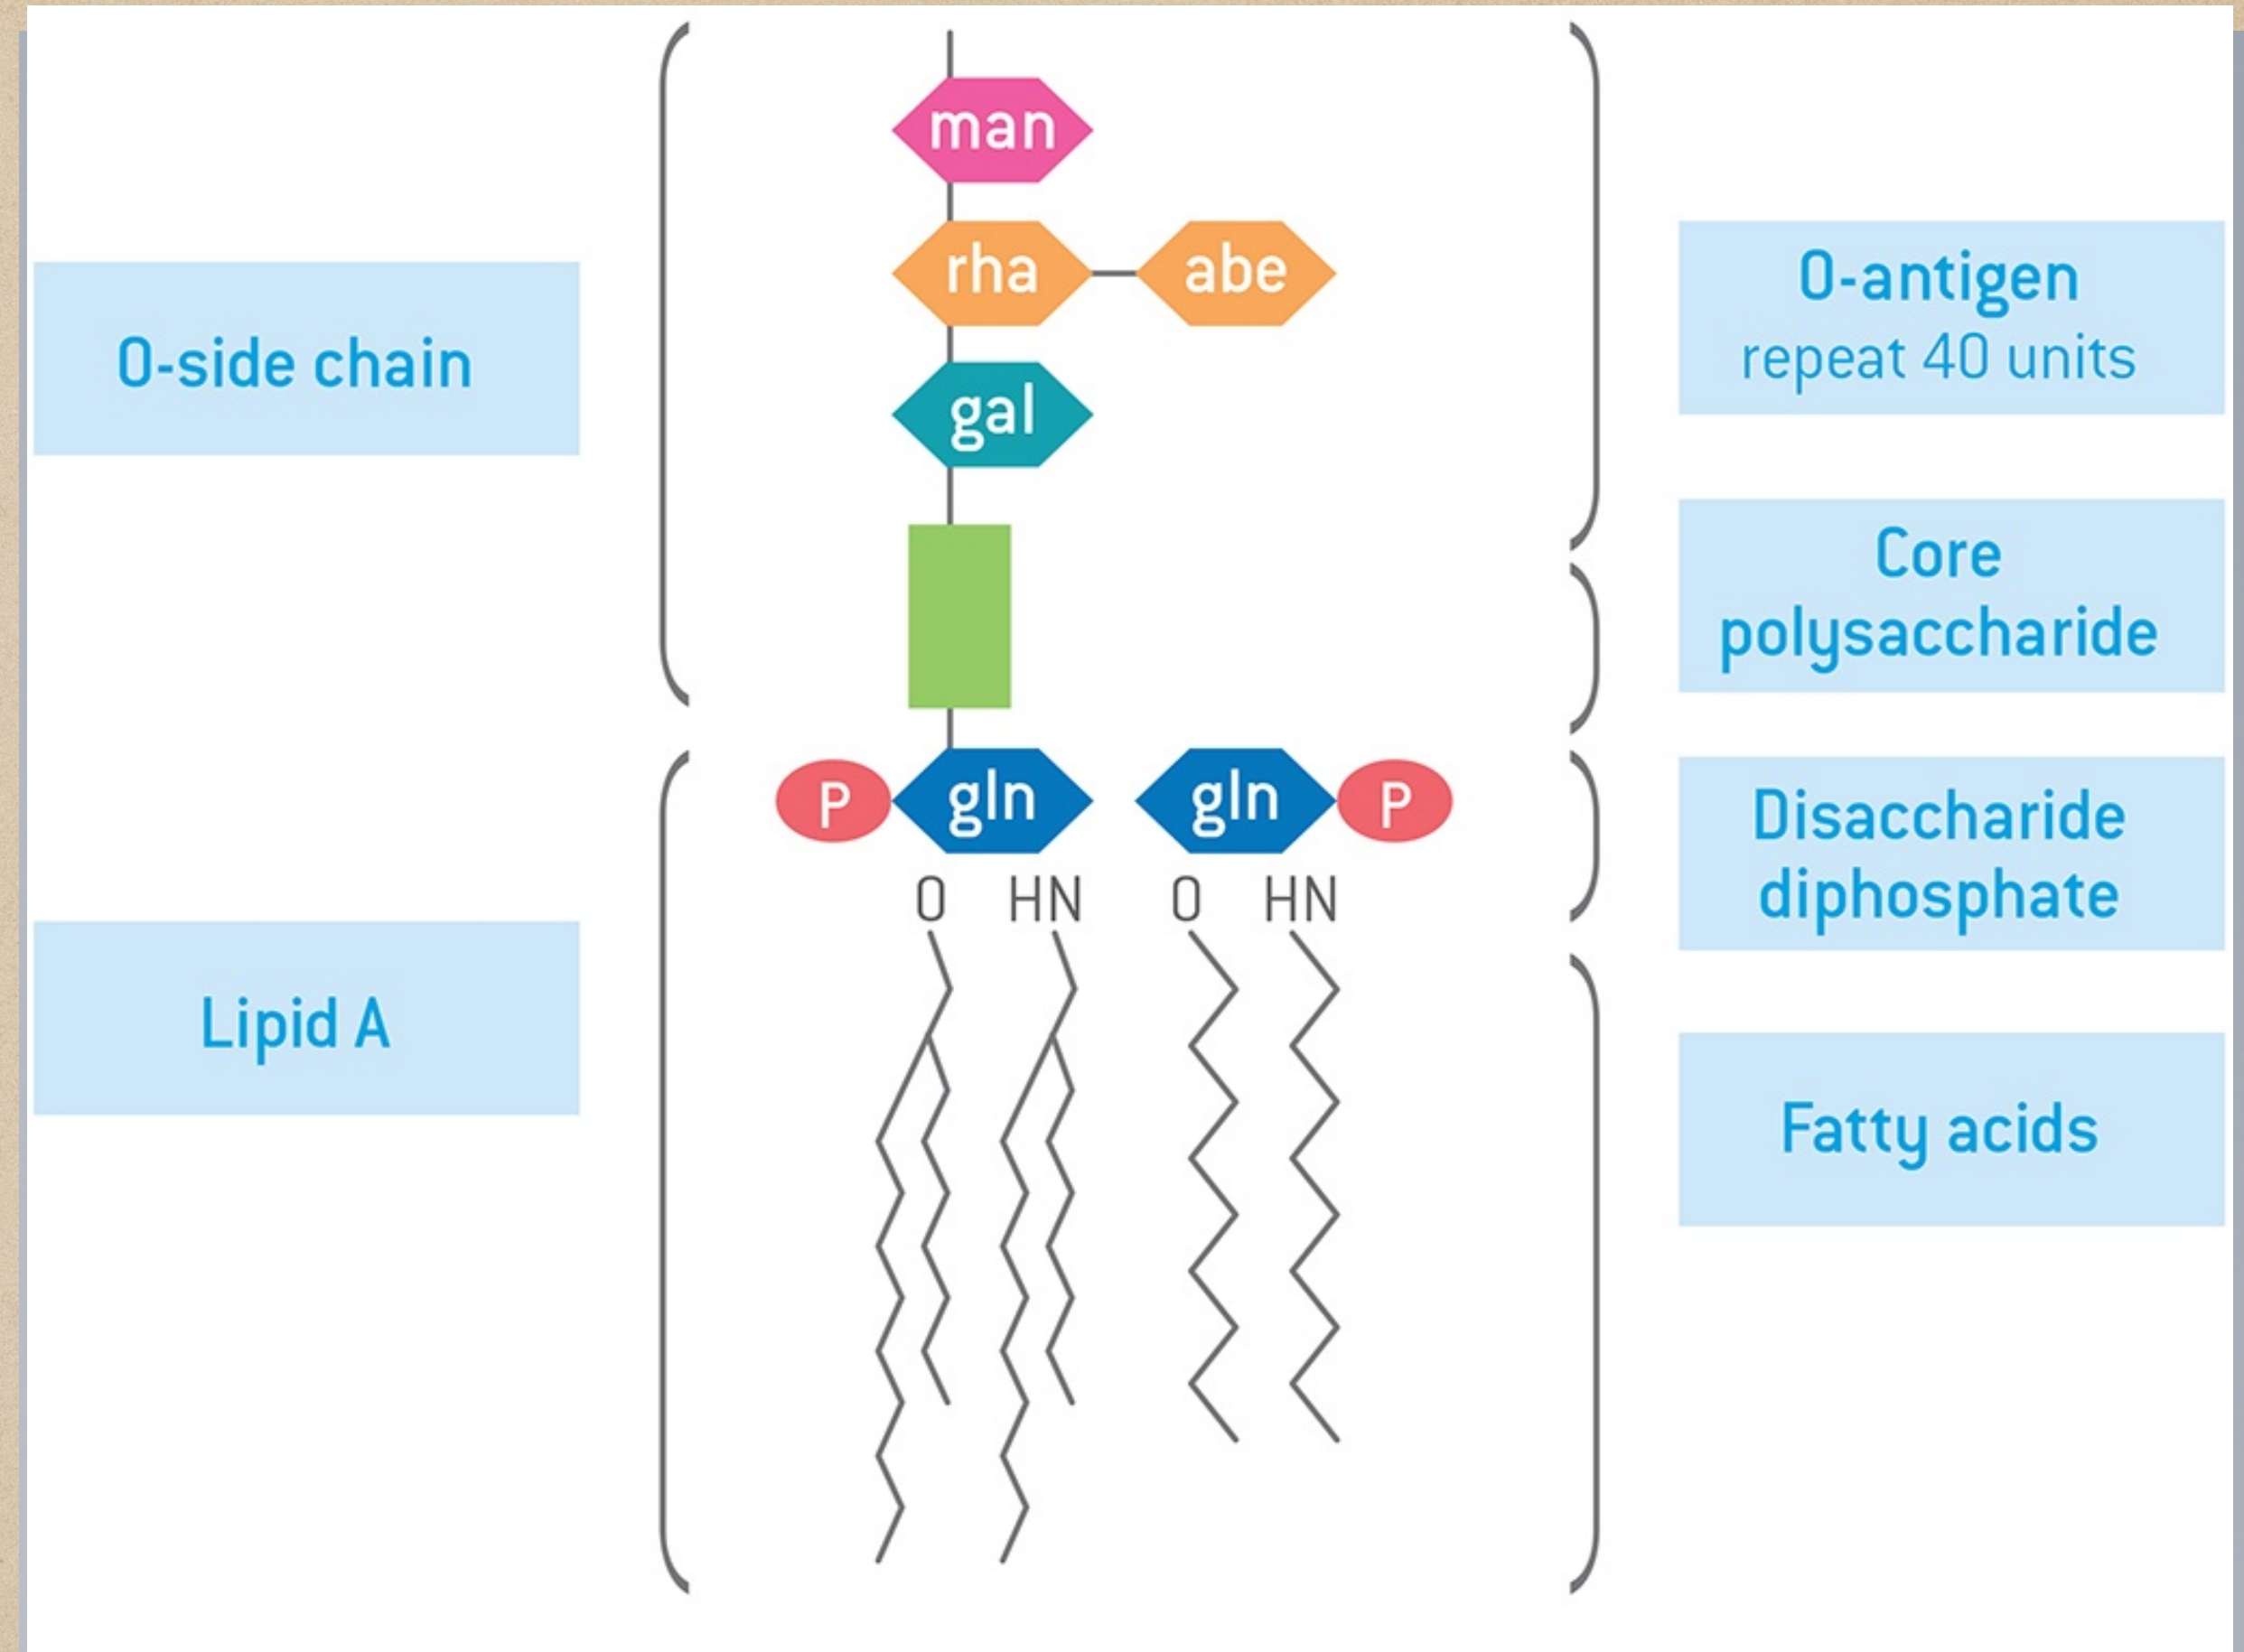 man
rha
abe
gal
P
gln
gln
P
O
HN
O
HN
O-side chain
Lipid A
O-antigen
repeat 40 units
Core
polysaccharide
Disaccharide
diphosphate
Fatty acids